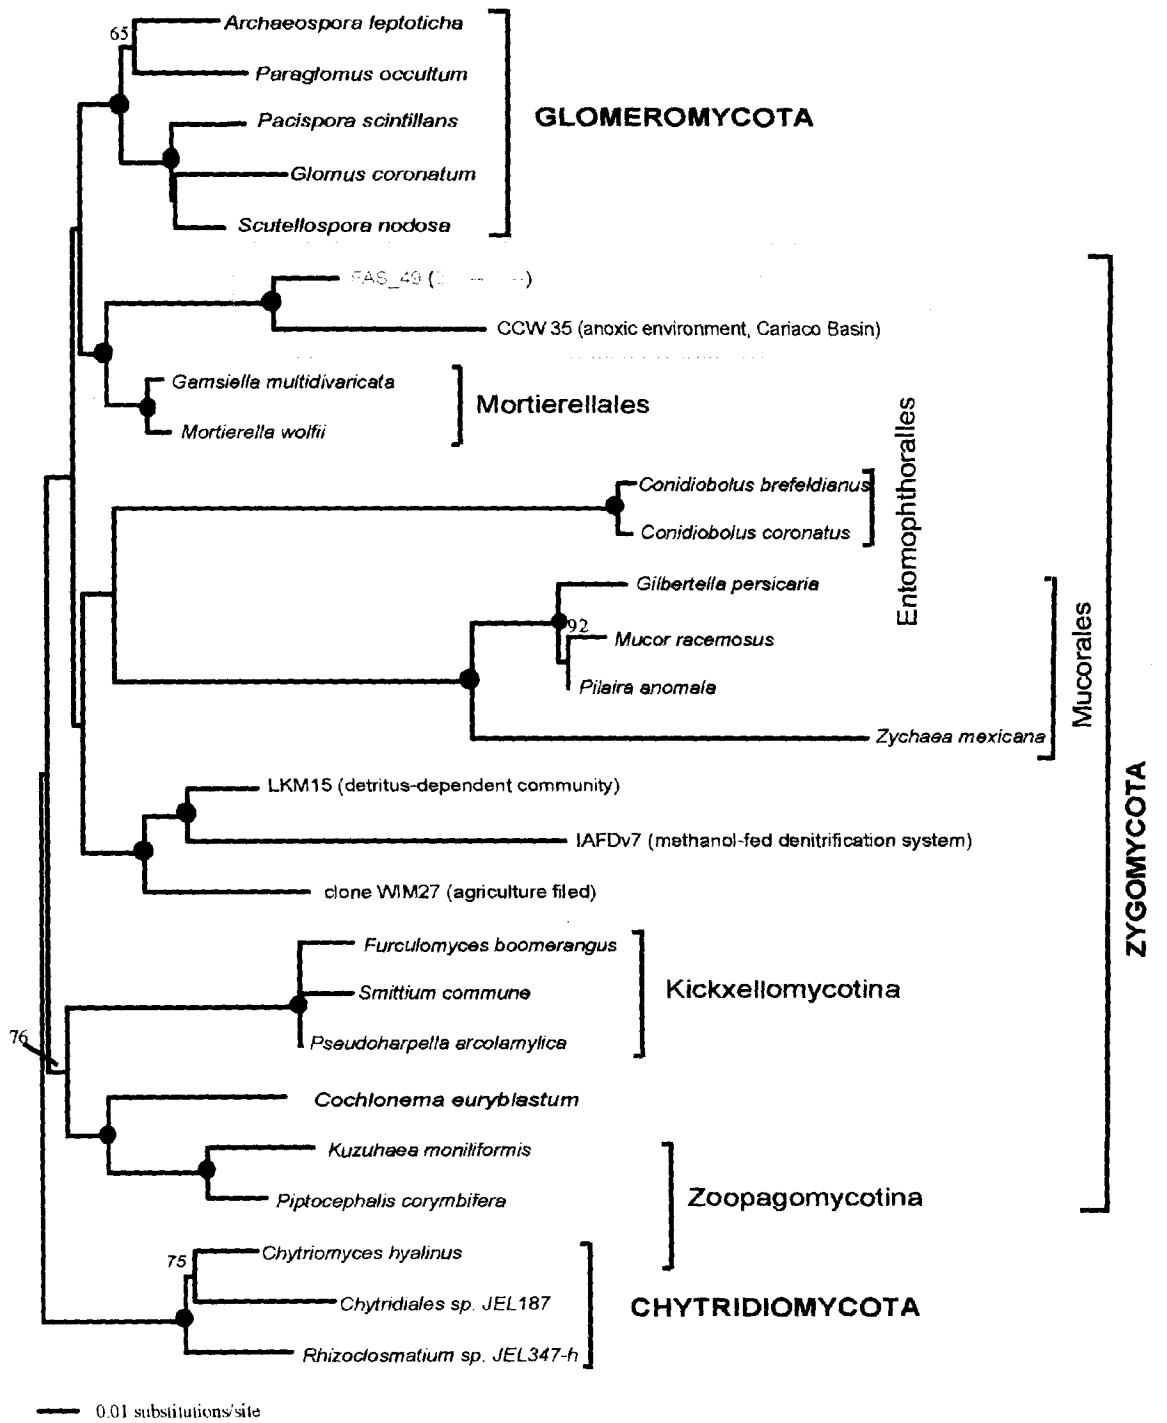 65
Archaeospora leptoticha
Paraglomus occultum
Pacispora scintillans
GLOMEROMYCOTA
Glomus coronatum
Scutellospora nodosa
FAS_49 (
CCW 35 (anoxic environment, Cariaco Basin)
Gamsiella multidivaricata
Mortierellales
Mortierella wolfii
Conidiobolus brefeldianus
Conidiobolus coronatus
Entomophthoralles
Gilbertella persicaria
92
Mucor racemosus
Pilaira anomala
Mucorales
Zychaea mexicana
LKM15 (detritus-dependent community)
IAFDv7 (methanol-fed denitrification system)
clone WIM27 (agriculture filed)
ZYGOMYCOTA
Furculomyces boomerangus
Smittium commune
Kickxellomycotina
76
Pseudoharpella arcolamylica
Cochlonema euryblastum
Kuzuhaea moniliformis
Piptocephalis corymbifera
Zoopagomycotina
75
Chytriomyces hyalinus
Chytridiales sp. JEL187
CHYTRIDIOMYCOTA
Rhizoclosmatium sp. JEL347-h
0.01 substitutions/site